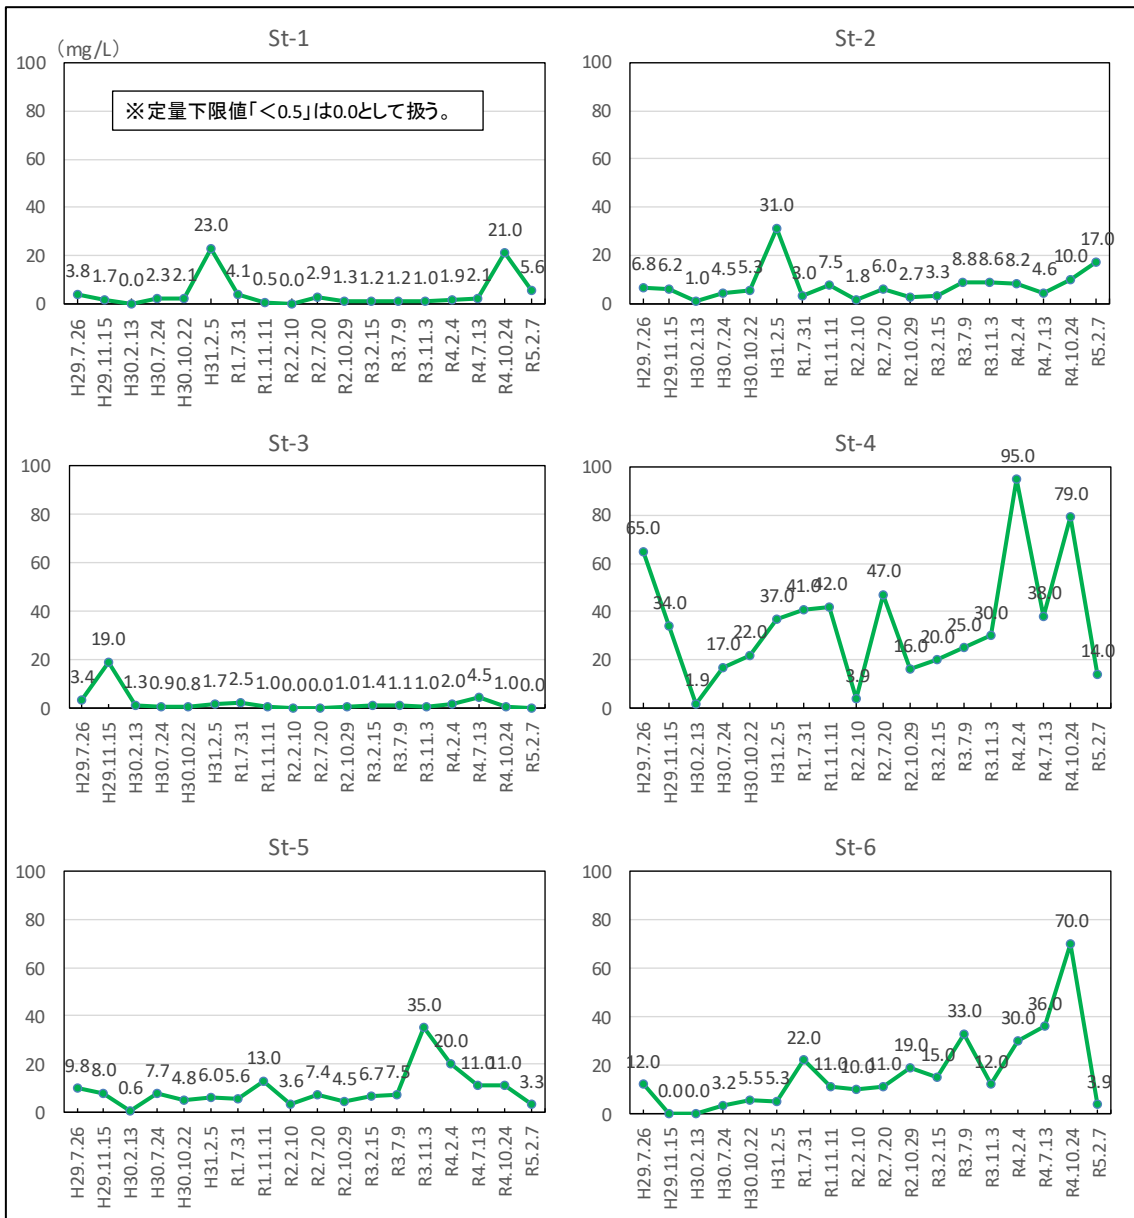 St-1
(mg/L)
※定量下限値「<0.5」は0.0として扱う。
100
80
60
40
20
0
3.8 1.7 0.0 2.3 2.1 23.0 4.1 0.5 0.0 2.9 1.3 1.2 1.2 1.0 1.9 2.1 21.0 5.6
H29.7.26 H29.11.15 H30.2.13 H30.7.24 H30.10.22 H31.2.5 R1.7.31 R1.11.11 R2.2.10 R2.7.20 R2.10.29 R3.2.15 R3.7.9 R3.11.3 R4.2.4 R4.7.13 R4.10.24 R5.2.7
St-2
100
80
60
40
20
0
6.8 6.2 1.0 4.5 5.3 31.0 3.0 7.5 1.8 6.0 2.7 3.3 8.8 8.6 8.2 4.6 10.0 17.0
H29.7.26 H29.11.15 H30.2.13 H30.7.24 H30.10.22 H31.2.5 R1.7.31 R1.11.11 R2.2.10 R2.7.20 R2.10.29 R3.2.15 R3.7.9 R3.11.3 R4.2.4 R4.7.13 R4.10.24 R5.2.7
St-3
100
80
60
40
20
0
3.4 19.0 1.3 0.9 0.8 1.7 2.5 1.0 0.0 0.0 1.0 1.4 1.1 1.0 2.0 4.5 1.0 0.0
H29.7.26 H29.11.15 H30.2.13 H30.7.24 H30.10.22 H31.2.5 R1.7.31 R1.11.11 R2.2.10 R2.7.20 R2.10.29 R3.2.15 R3.7.9 R3.11.3 R4.2.4 R4.7.13 R4.10.24 R5.2.7
St-4
100
80
60
40
20
0
65.0 34.0 1.9 17.0 22.0 37.0 41.0 42.0 3.9 47.0 16.0 20.0 25.0 30.0 95.0 38.0 79.0 14.0
H29.7.26 H29.11.15 H30.2.13 H30.7.24 H30.10.22 H31.2.5 R1.7.31 R1.11.11 R2.2.10 R2.7.20 R2.10.29 R3.2.15 R3.7.9 R3.11.3 R4.2.4 R4.7.13 R4.10.24 R5.2.7
St-5
100
80
60
40
20
0
9.8 8.0 0.6 7.7 4.8 6.0 5.6 13.0 3.6 7.4 4.5 6.7 7.5 35.0 20.0 11.0 11.0 3.3
H29.7.26 H29.11.15 H30.2.13 H30.7.24 H30.10.22 H31.2.5 R1.7.31 R1.11.11 R2.2.10 R2.7.20 R2.10.29 R3.2.15 R3.7.9 R3.11.3 R4.2.4 R4.7.13 R4.10.24 R5.2.7
St-6
100
80
60
40
20
0
12.0 0.0 0.0 3.2 5.5 5.3 22.0 11.0 10.0 11.0 19.0 15.0 33.0 12.0 30.0 36.0 70.0 3.9
H29.7.26 H29.11.15 H30.2.13 H30.7.24 H30.10.22 H31.2.5 R1.7.31 R1.11.11 R2.2.10 R2.7.20 R2.10.29 R3.2.15 R3.7.9 R3.11.3 R4.2.4 R4.7.13 R4.10.24 R5.2.7